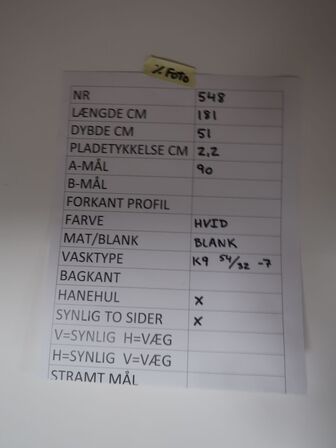 % FOTO
NR 548
LÆNGDE CM 181
DYBDE CM 51
PLADETYKKELSE CM 2,2
A-MÅL 90
B-MÅL
FORKANT PROFIL
FARVE HVID
MAT/BLANK BLANK
VASKTYPE K9 54/32 -7
BAGKANT
HANEHUL X
SYNLIG TO SIDER X
V=SYNLIG H=VÆG
H=SYNLIG V=VÆG
STRAMT MÅL